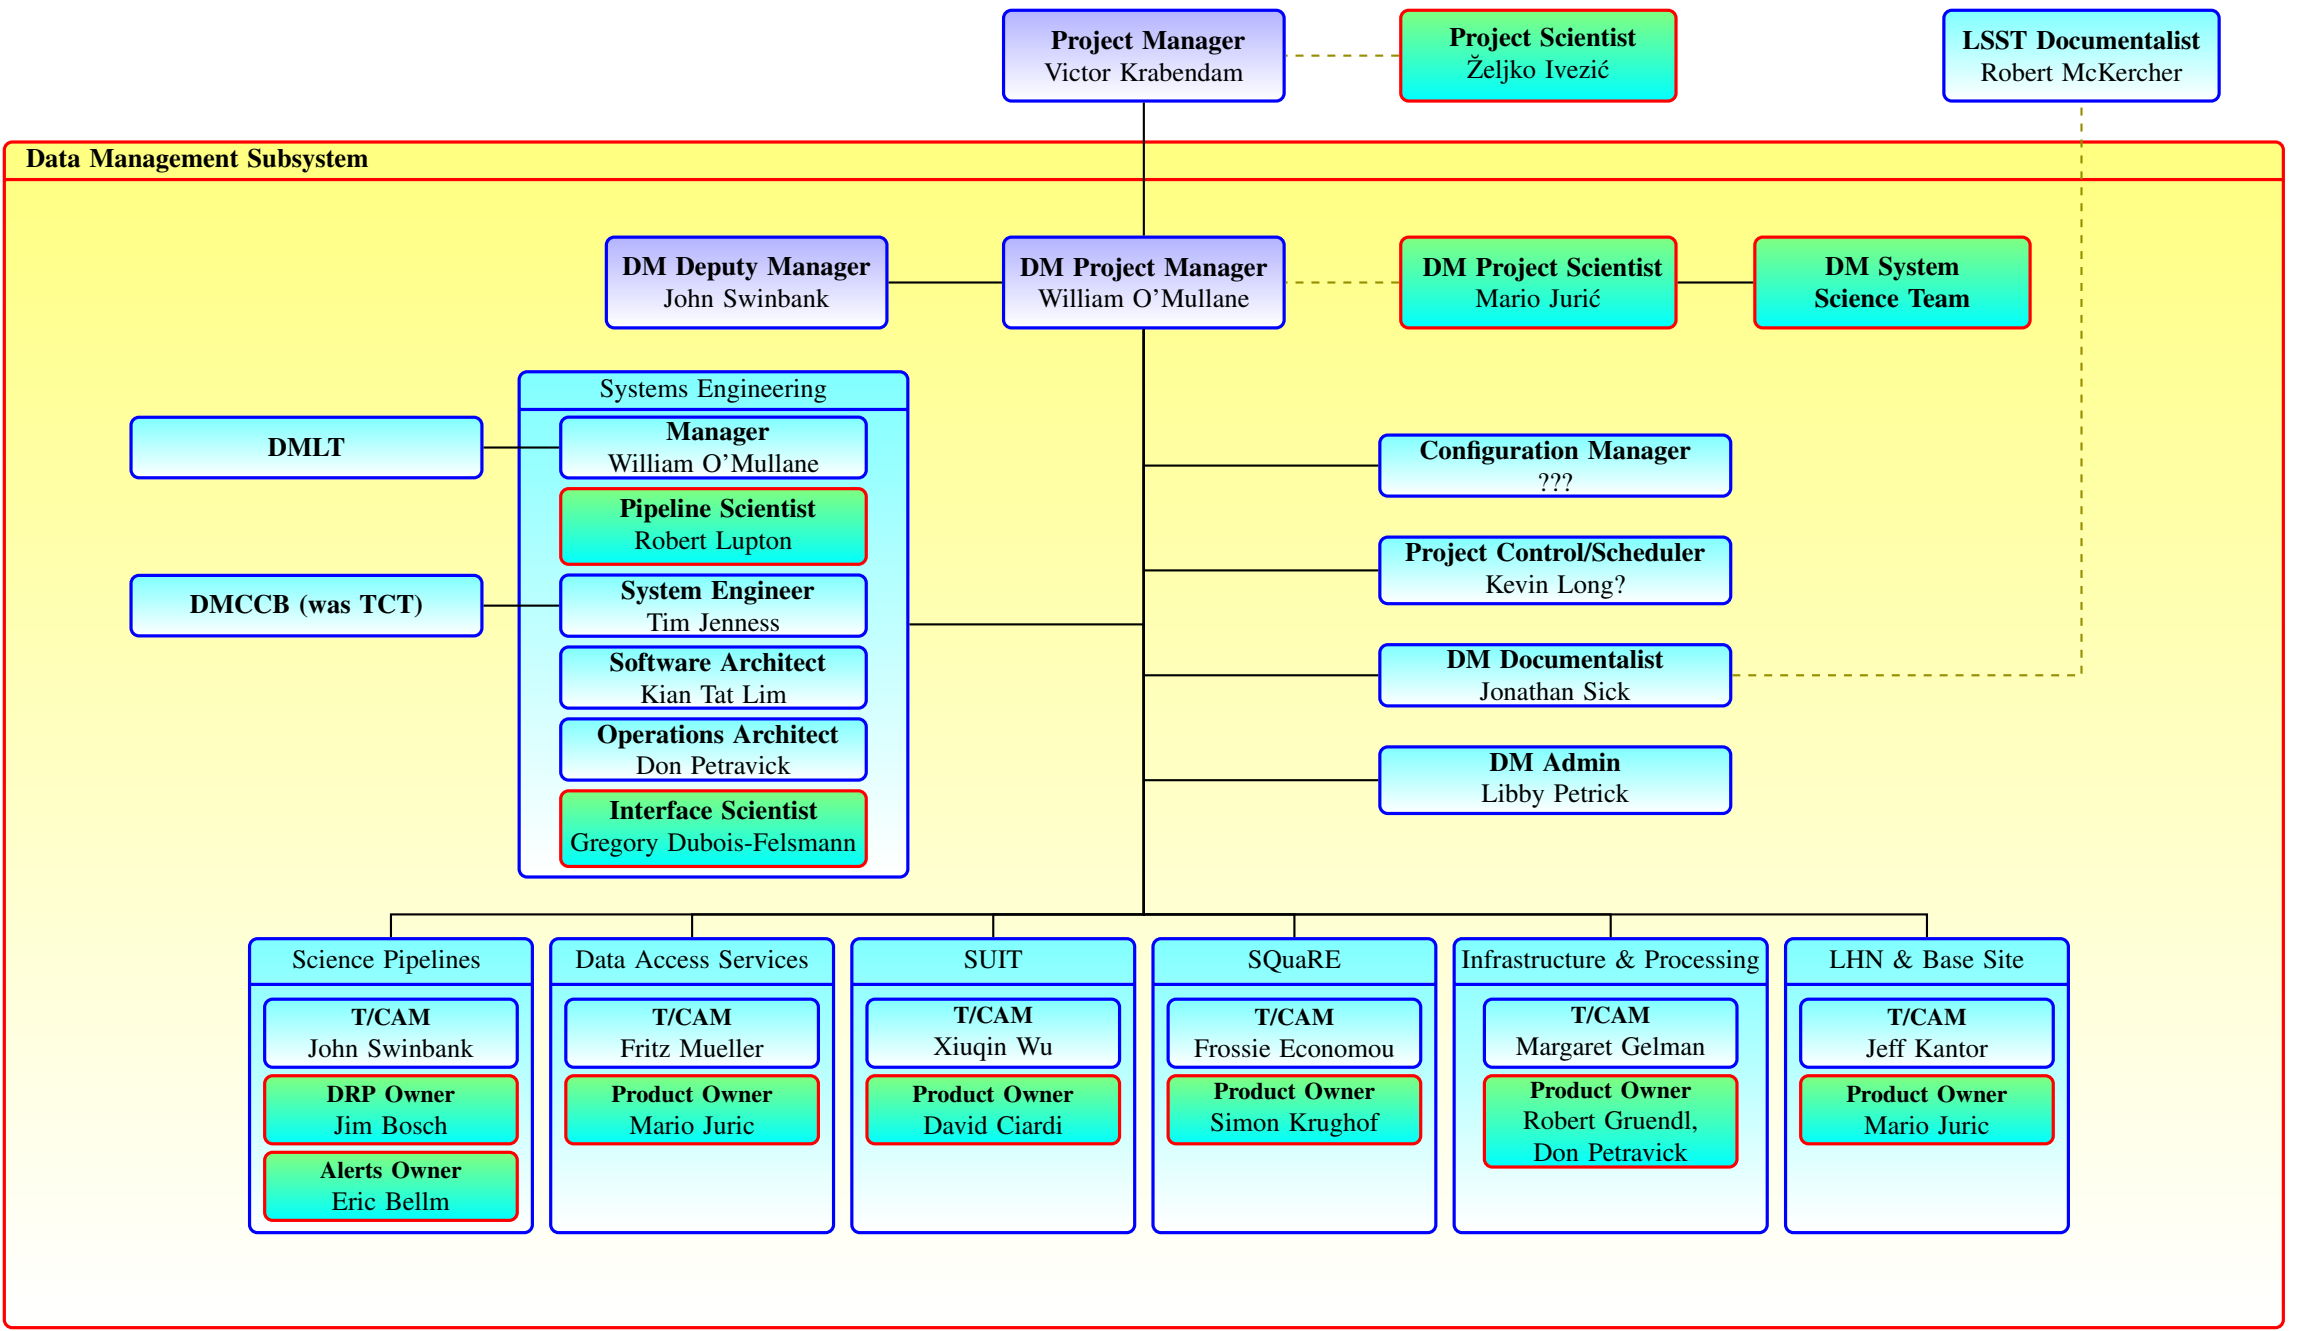 Project Manager
Victor Krabendam
Project Scientist
Željko Ivezić
LSST Documentalist
Robert McKercher
Data Management Subsystem
DM Deputy Manager
John Swinbank
DM Project Manager
William O’Mullane
DM Project Scientist
Mario Jurić
DM System
Science Team
Systems Engineering
DMLT
Manager
William O’Mullane
Pipeline Scientist
Robert Lupton
DMCCB (was TCT)
System Engineer
Tim Jenness
Software Architect
Kian Tat Lim
Operations Architect
Don Petravick
Interface Scientist
Gregory Dubois-Felsmann
Configuration Manager
???
Project Control/Scheduler
Kevin Long?
DM Documentalist
Jonathan Sick
DM Admin
Libby Petrick
Science Pipelines
T/CAM
John Swinbank
DRP Owner
Jim Bosch
Alerts Owner
Eric Bellm
Data Access Services
T/CAM
Fritz Mueller
Product Owner
Mario Juric
SUIT
T/CAM
Xiuqin Wu
Product Owner
David Ciardi
SQuaRE
T/CAM
Frossie Economou
Product Owner
Simon Krughof
Infrastructure & Processing
T/CAM
Margaret Gelman
Product Owner
Robert Gruendl,
Don Petravick
LHN & Base Site
T/CAM
Jeff Kantor
Product Owner
Mario Juric